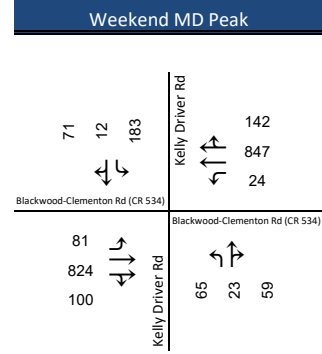 Weekend MD Peak
71 12 183
Kelly Driver Rd
142
847
24
Blackwood-Clementon Rd (CR 534)
Blackwood-Clementon Rd (CR 534)
81
824
100
Kelly Driver Rd
65 23 59